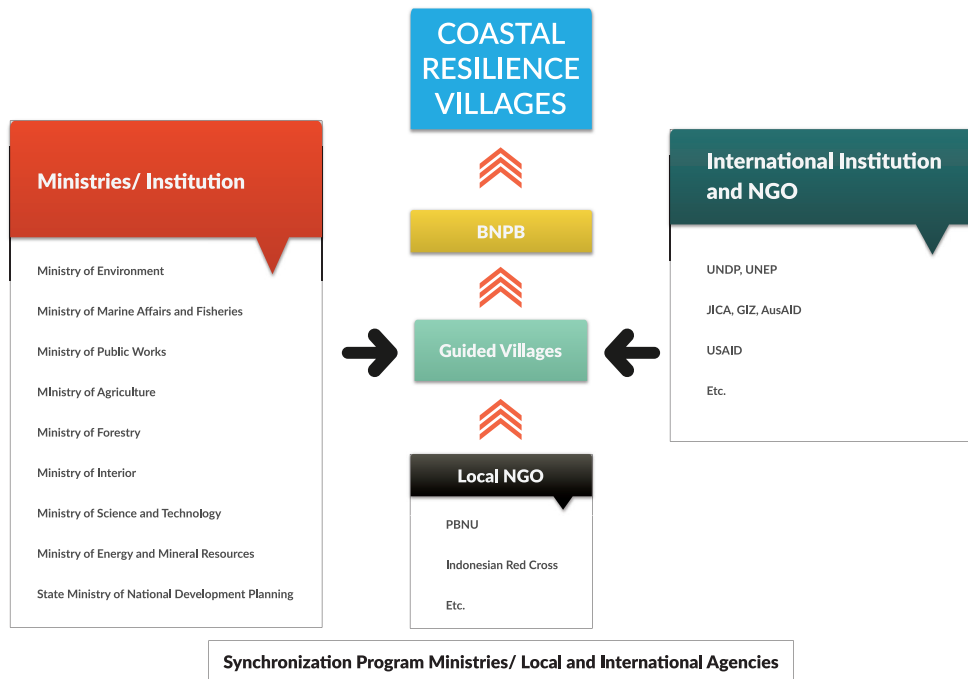 COASTAL
RESILIENCE
VILLAGES
Ministries/ Institution
Ministry of Environment
Ministry of Marine Affairs and Fisheries
Ministry of Public Works
MInistry of Agriculture
Ministry of Forestry
Ministry of Interior
Ministry of Science and Technology
Ministry of Energy and Mineral Resources
State Ministry of National Development Planning
BNPB
Guided Villages
Local NGO
PBNU
Indonesian Red Cross
Etc.
International Institution
and NGO
UNDP, UNEP
JICA, GIZ, AusAID
USAID
Etc.
Synchronization Program Ministries/ Local and International Agencies